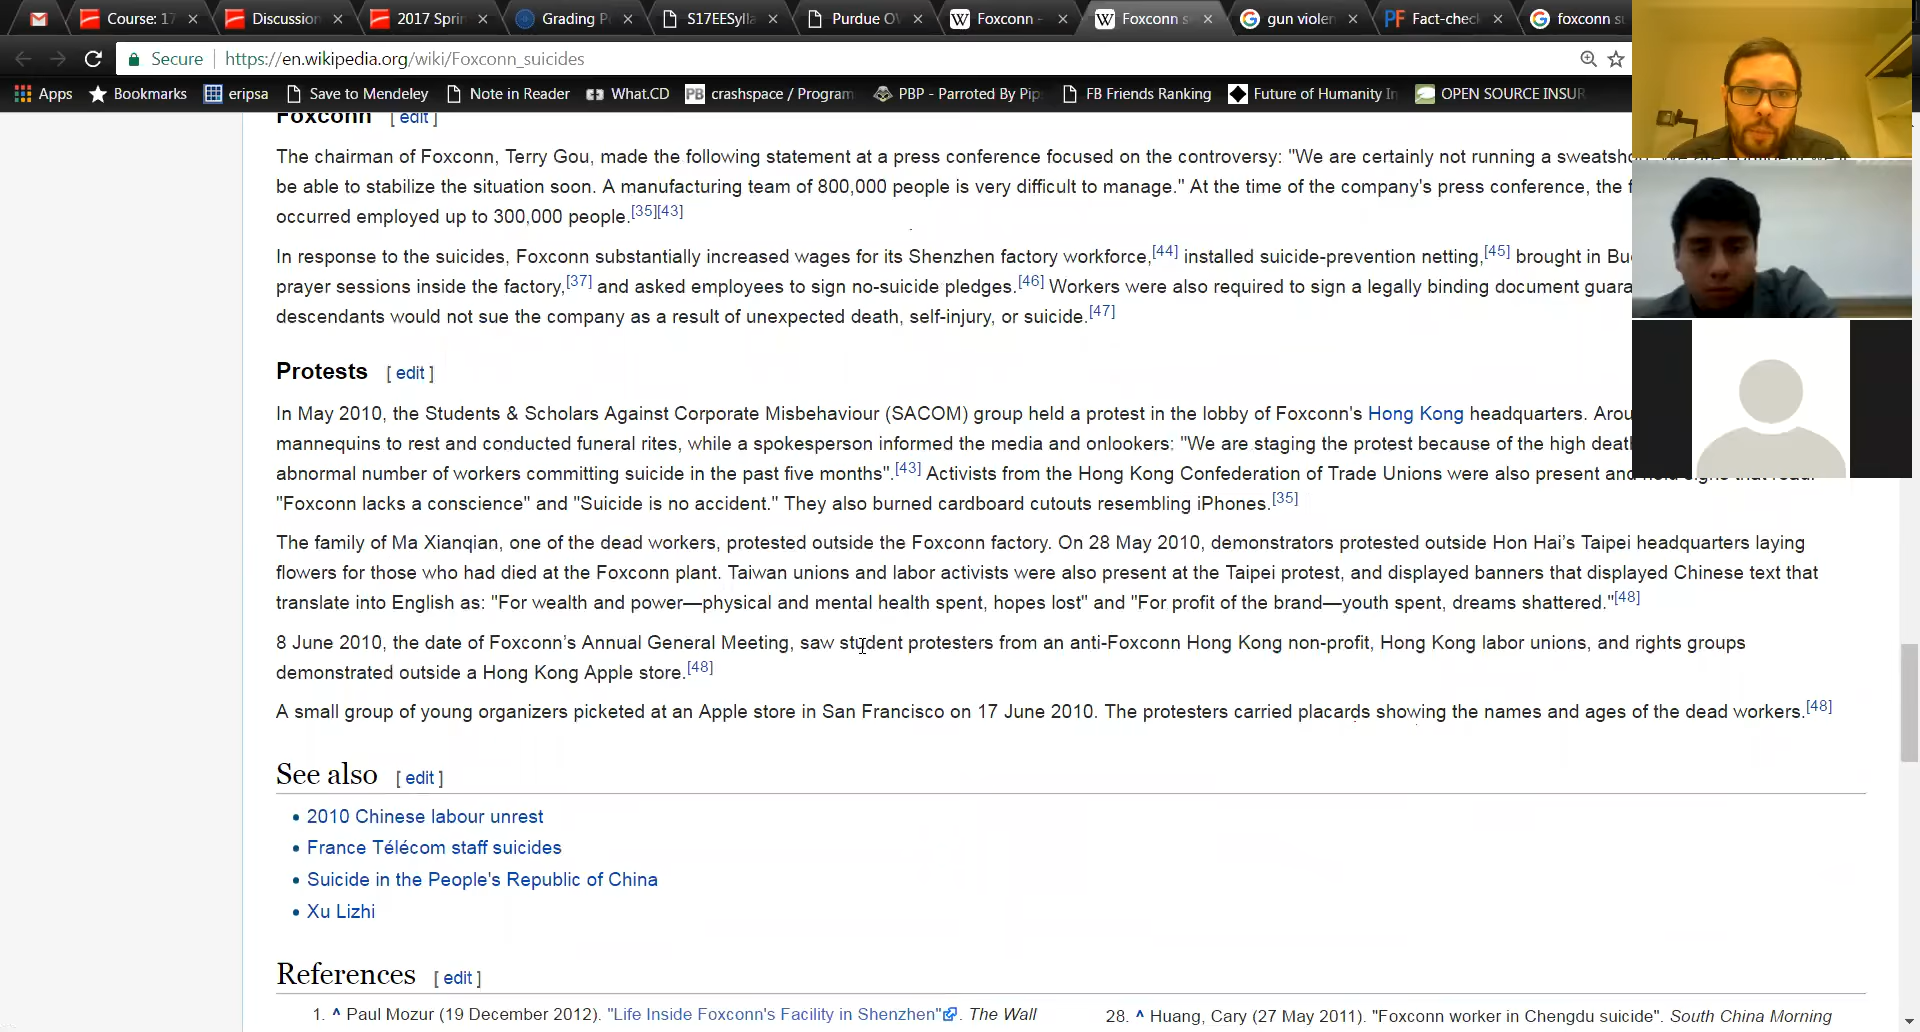 Course: 17
Discussion
2017 Sprin
Grading P
S17EESylla
Purdue OW
Foxconn -
Foxconn s
gun violen
Fact-check
foxconn su
Secure
https://en.wikipedia.org/wiki/Foxconn_suicides
Apps
Bookmarks
eripsa
Save to Mendeley
Note in Reader
What.CD
crashspace / Program
PBP - Parroted By Pip
FB Friends Ranking
Future of Humanity In
OPEN SOURCE INSUR
Foxconn [ edit ]
The chairman of Foxconn, Terry Gou, made the following statement at a press conference focused on the controversy: "We are certainly not running a sweatsho
be able to stabilize the situation soon. A manufacturing team of 800,000 people is very difficult to manage." At the time of the company's press conference, the f
occurred employed up to 300,000 people.[35][43]
In response to the suicides, Foxconn substantially increased wages for its Shenzhen factory workforce,[44] installed suicide-prevention netting,[45] brought in Bu
prayer sessions inside the factory,[37] and asked employees to sign no-suicide pledges.[46] Workers were also required to sign a legally binding document guara
descendants would not sue the company as a result of unexpected death, self-injury, or suicide.[47]
Protests [ edit ]
In May 2010, the Students & Scholars Against Corporate Misbehaviour (SACOM) group held a protest in the lobby of Foxconn's Hong Kong headquarters. Arou
mannequins to rest and conducted funeral rites, while a spokesperson informed the media and onlookers: "We are staging the protest because of the high death
abnormal number of workers committing suicide in the past five months".[43] Activists from the Hong Kong Confederation of Trade Unions were also present and
"Foxconn lacks a conscience" and "Suicide is no accident." They also burned cardboard cutouts resembling iPhones.[35]
The family of Ma Xianqian, one of the dead workers, protested outside the Foxconn factory. On 28 May 2010, demonstrators protested outside Hon Hai's Taipei headquarters laying
flowers for those who had died at the Foxconn plant. Taiwan unions and labor activists were also present at the Taipei protest, and displayed banners that displayed Chinese text that
translate into English as: "For wealth and power—physical and mental health spent, hopes lost" and "For profit of the brand—youth spent, dreams shattered."[48]
8 June 2010, the date of Foxconn's Annual General Meeting, saw student protesters from an anti-Foxconn Hong Kong non-profit, Hong Kong labor unions, and rights groups
demonstrated outside a Hong Kong Apple store.[48]
A small group of young organizers picketed at an Apple store in San Francisco on 17 June 2010. The protesters carried placards showing the names and ages of the dead workers.[48]
See also [ edit ]
• 2010 Chinese labour unrest
• France Télécom staff suicides
• Suicide in the People's Republic of China
• Xu Lizhi
References [ edit ]
1. ^ Paul Mozur (19 December 2012). "Life Inside Foxconn's Facility in Shenzhen". The Wall
28. ^ Huang, Cary (27 May 2011). "Foxconn worker in Chengdu suicide". South China Morning